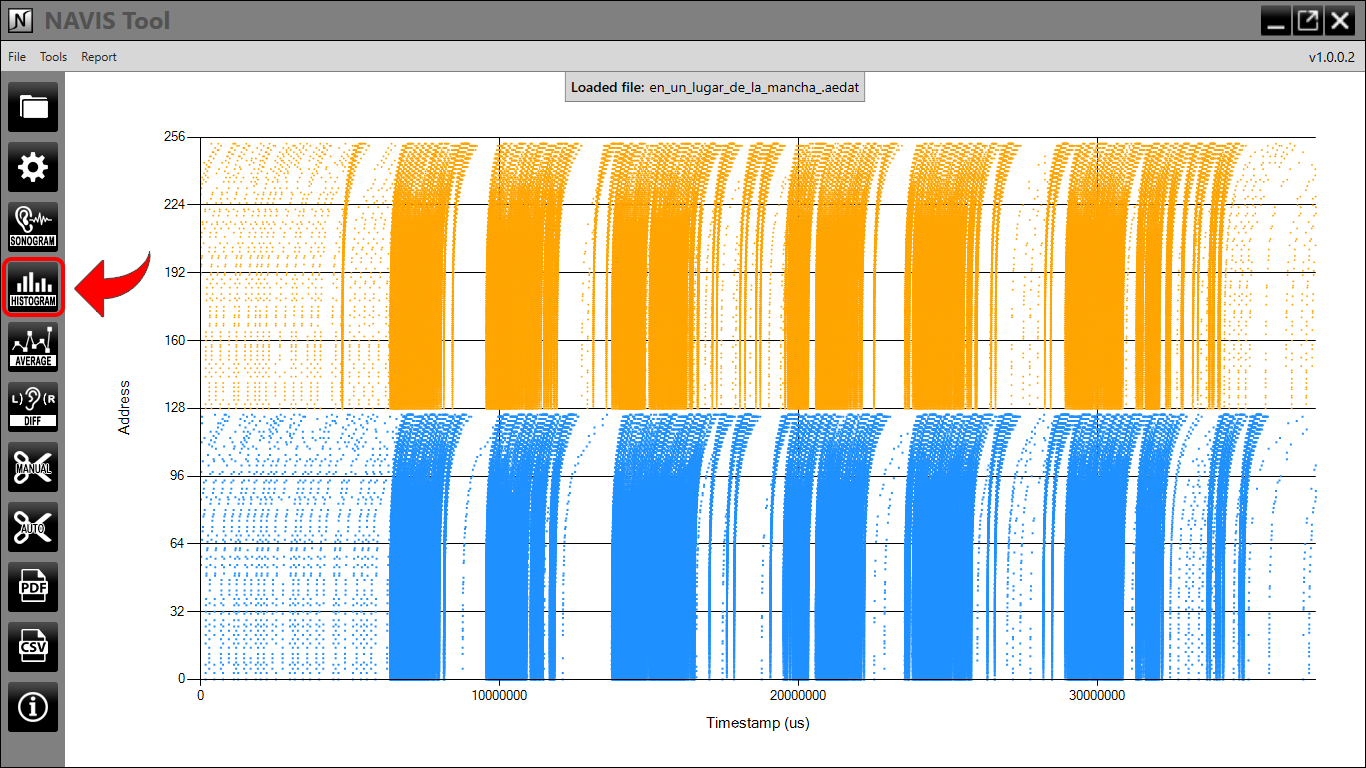 N NAVIS Tool
File Tools Report v1.0.0.2
Loaded file: en_un_lugar_de_la_mancha_.aedat
SONOGRAM
HISTOGRAM
AVERAGE
L) (R
DIFF
MANUAL
AUTO
PDF
CSV
i
Address
256
224
192
160
128
96
64
32
0
0 10000000 20000000 30000000
Timestamp (us)